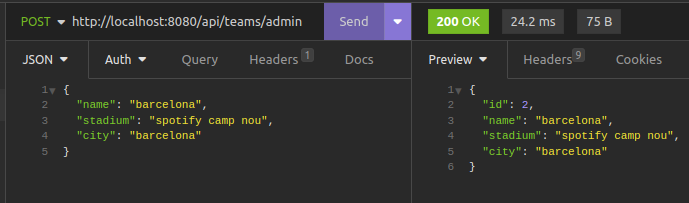 POST http://localhost:8080/api/teams/admin Send 200 OK 24.2 ms 75 B
JSON Auth Query Headers 1 Docs Preview Headers 9 Cookies
1 {
2 "name": "barcelona",
3 "stadium": "spotify camp nou",
4 "city": "barcelona"
5 }
1 {
2 "id": 2,
3 "name": "barcelona",
4 "stadium": "spotify camp nou",
5 "city": "barcelona"
6 }